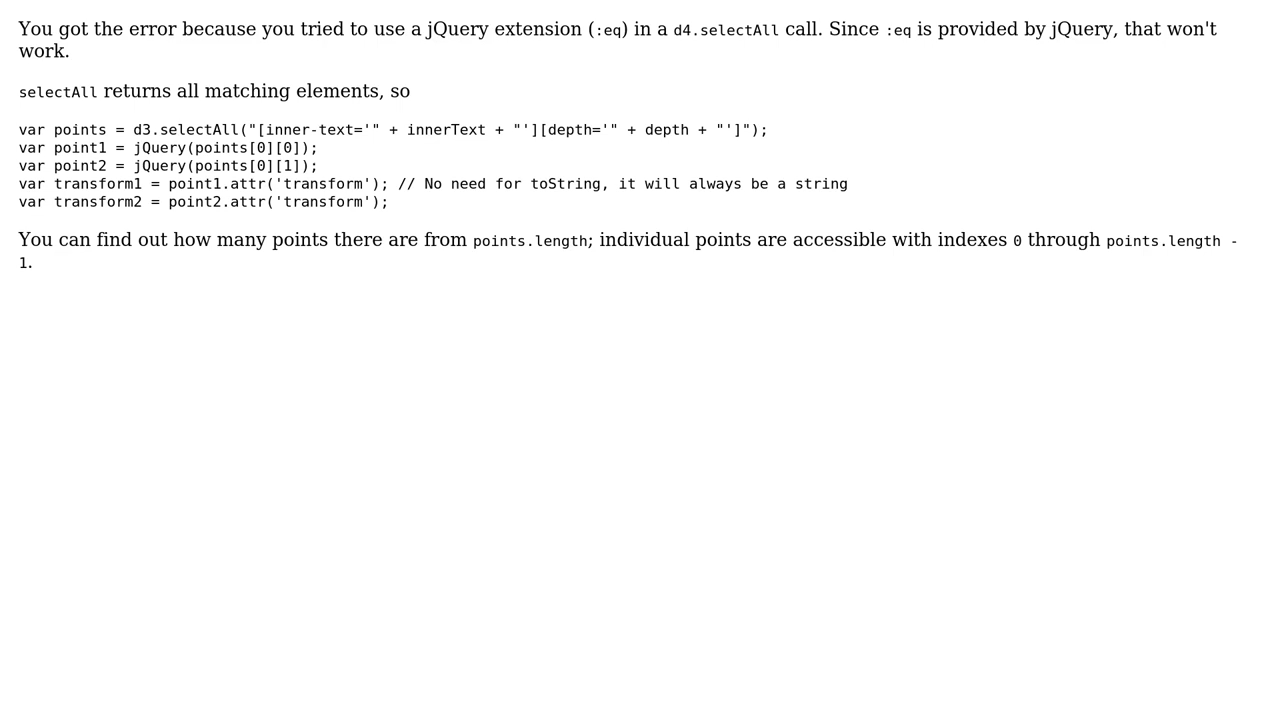 You got the error because you tried to use a jQuery extension (:eq) in a d4.selectAll call. Since :eq is provided by jQuery, that won't
work.
selectAll returns all matching elements, so
var points = d3.selectAll("[inner-text='" + innerText + "'][depth='" + depth + "']");
var point1 = jQuery(points[0][0]);
var point2 = jQuery(points[0][1]);
var transform1 = point1.attr('transform'); // No need for toString, it will always be a string
var transform2 = point2.attr('transform');
You can find out how many points there are from points.length; individual points are accessible with indexes 0 through points.length -
1.